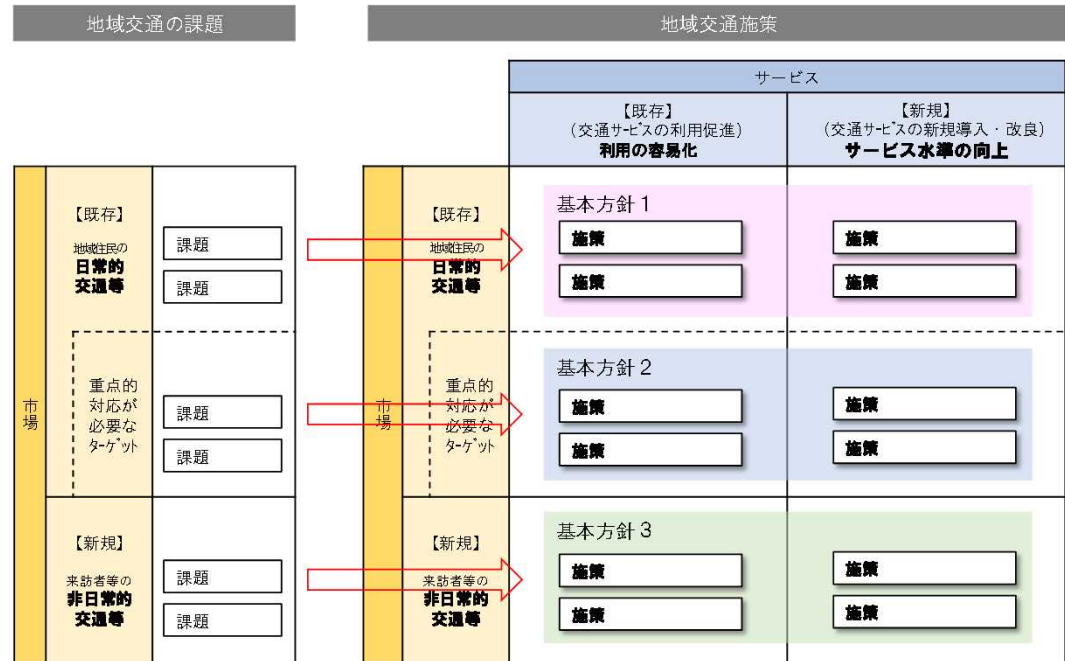 地域交通の課題
地域交通施策
サービス
【既存】
(交通サービスの利用促進)
利用の容易化
【新規】
(交通サービスの新規導入・改良)
サービス水準の向上
市場
【既存】
地域住民の
日常的
交通等
課題
課題
重点的
対応が
必要な
ターゲット
課題
課題
【新規】
来訪者等の
非日常的
交通等
課題
課題
市場
【既存】
地域住民の
日常的
交通等
基本方針1
施策
施策
施策
施策
重点的
対応が
必要な
ターゲット
基本方針2
施策
施策
施策
施策
【新規】
来訪者等の
非日常的
交通等
基本方針3
施策
施策
施策
施策